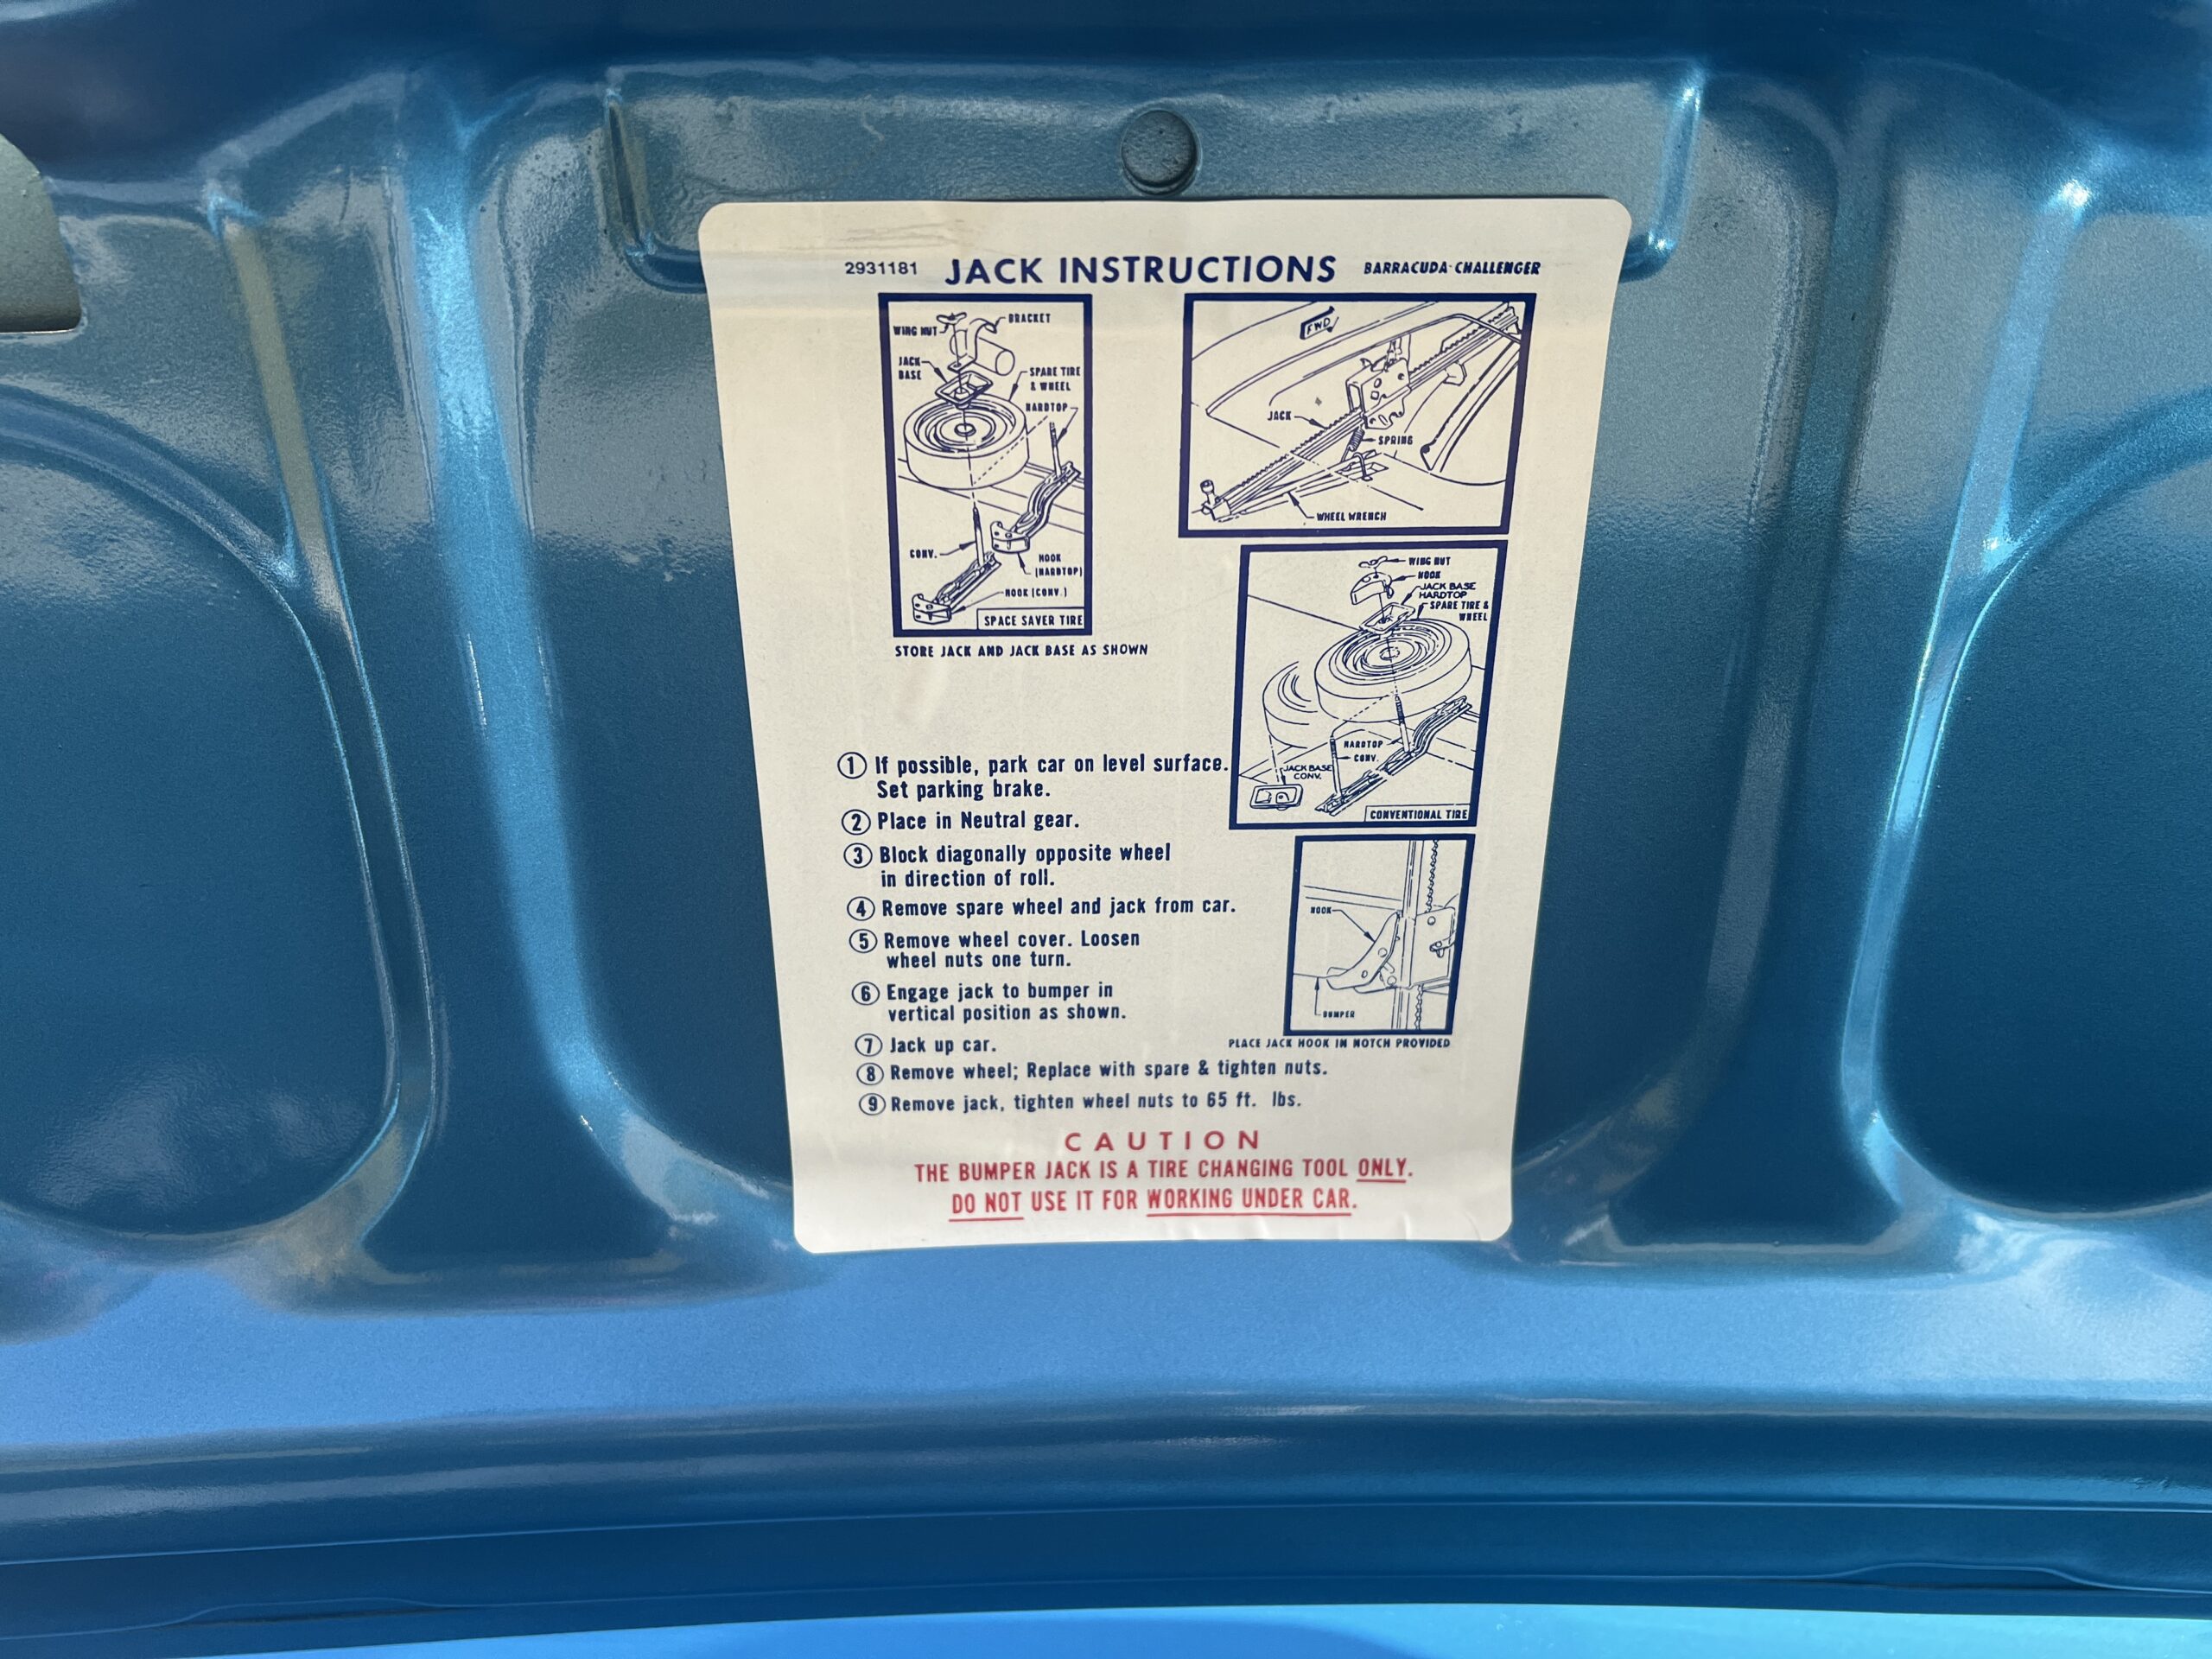 2931181 JACK INSTRUCTIONS BARRACUDA·CHALLENGER
WING NUT
BRACKET
JACK
BASE
SPARE TIRE
& WHEEL
HARDTOP
CONV.
HOOK
(HARDTOP)
HOOK (CONV.)
SPACE SAVER TIRE
STORE JACK AND JACK BASE AS SHOWN
FWD
JACK
SPRING
WHEEL WRENCH
WING NUT
HOOK
JACK BASE
HARDTOP
SPARE TIRE &
WHEEL
HARDTOP
CONV.
JACK BASE
CONV.
CONVENTIONAL TIRE
1 If possible, park car on level surface.
Set parking brake.
2 Place in Neutral gear.
3 Block diagonally opposite wheel
in direction of roll.
4 Remove spare wheel and jack from car.
5 Remove wheel cover. Loosen
wheel nuts one turn.
6 Engage jack to bumper in
vertical position as shown.
7 Jack up car.
8 Remove wheel; Replace with spare & tighten nuts.
9 Remove jack, tighten wheel nuts to 65 ft. lbs.
HOOK
BUMPER
PLACE JACK HOOK IN NOTCH PROVIDED
CAUTION
THE BUMPER JACK IS A TIRE CHANGING TOOL ONLY.
DO NOT USE IT FOR WORKING UNDER CAR.